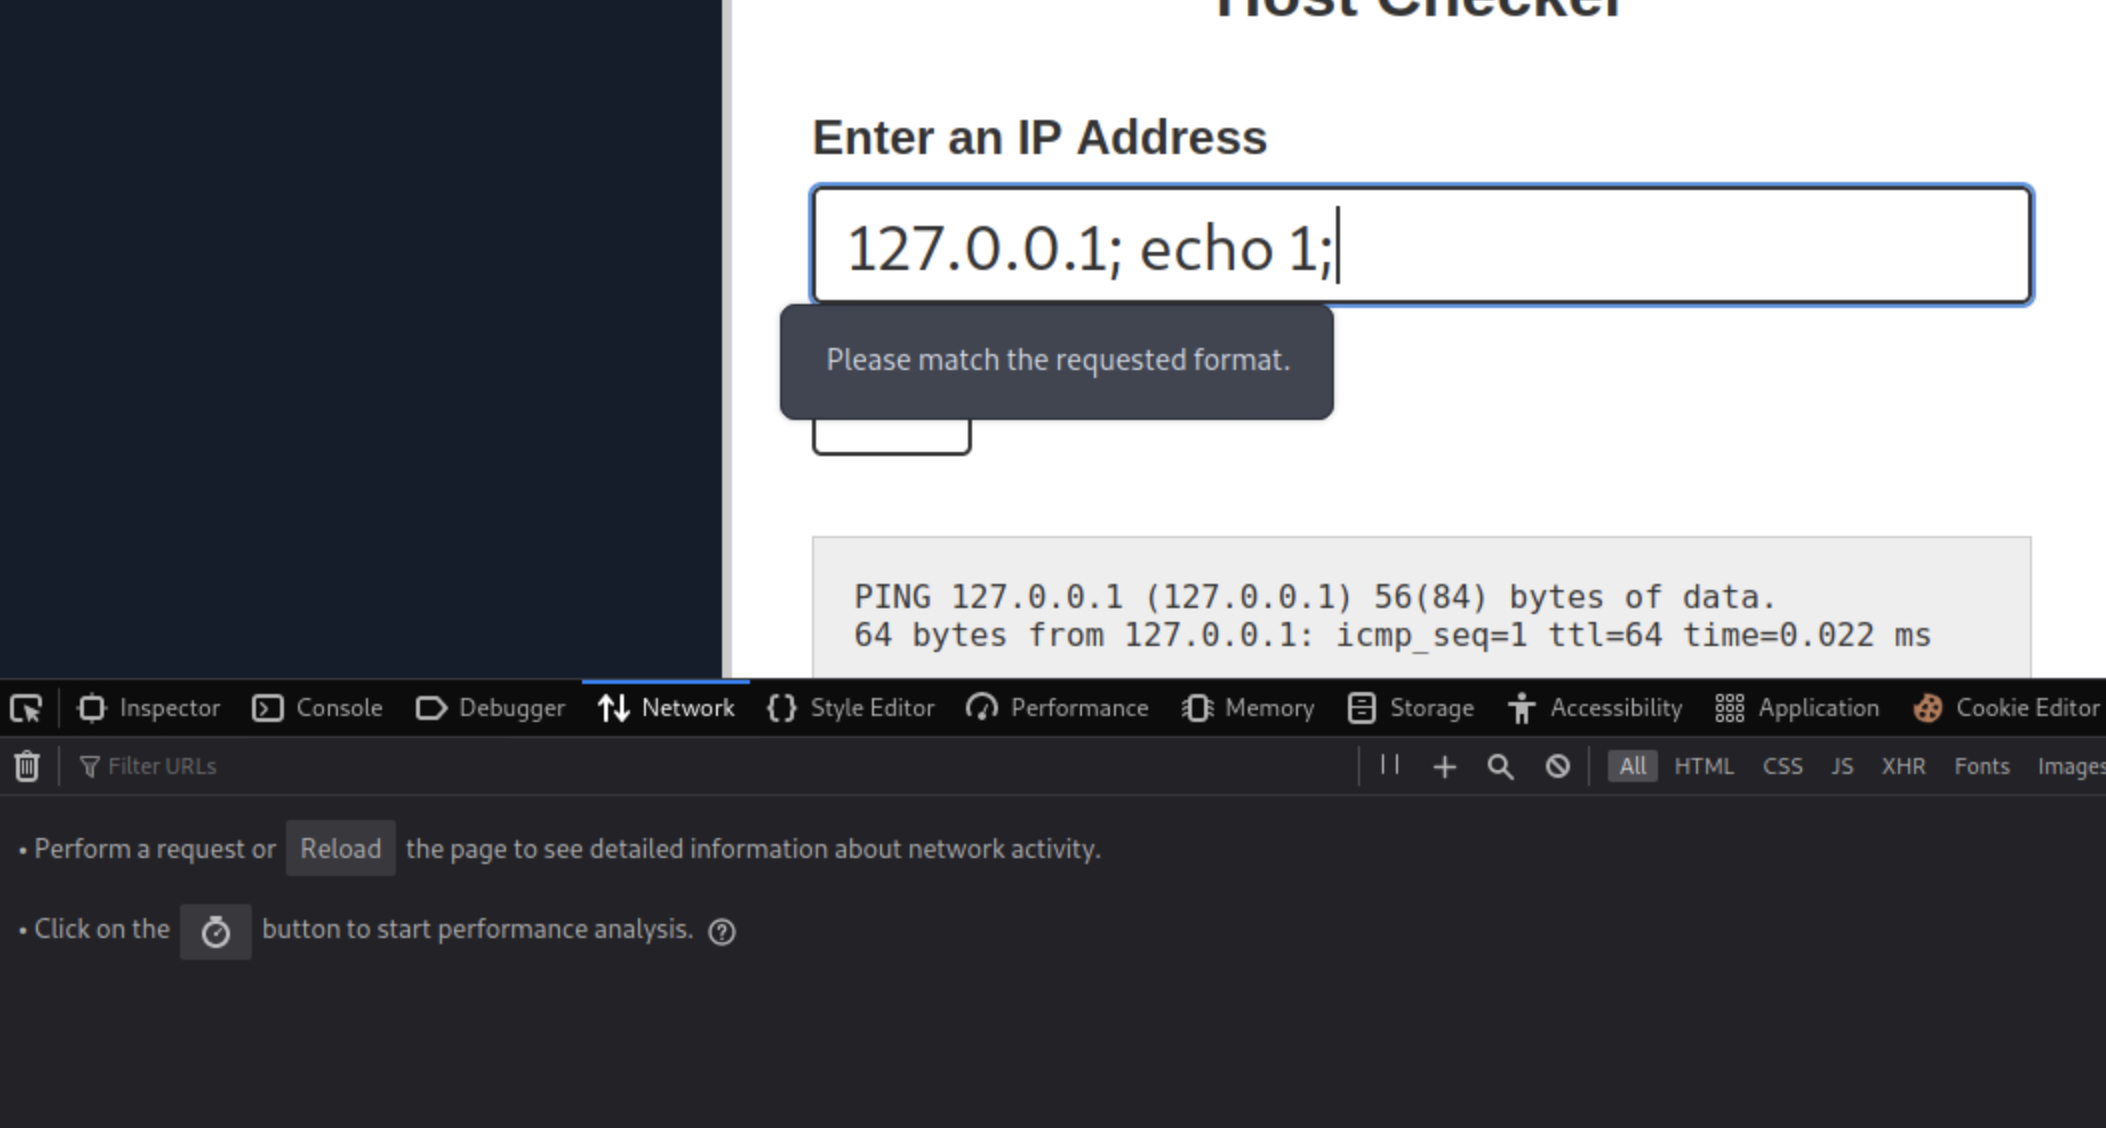 Host Checker
Enter an IP Address
127.0.0.1; echo 1;
Please match the requested format.
PING 127.0.0.1 (127.0.0.1) 56(84) bytes of data.
64 bytes from 127.0.0.1: icmp_seq=1 ttl=64 time=0.022 ms
Inspector Console Debugger Network {} Style Editor Performance Memory Storage Accessibility Application Cookie Editor
Filter URLs All HTML CSS JS XHR Fonts Images
• Perform a request or Reload the page to see detailed information about network activity.
• Click on the button to start performance analysis. ?